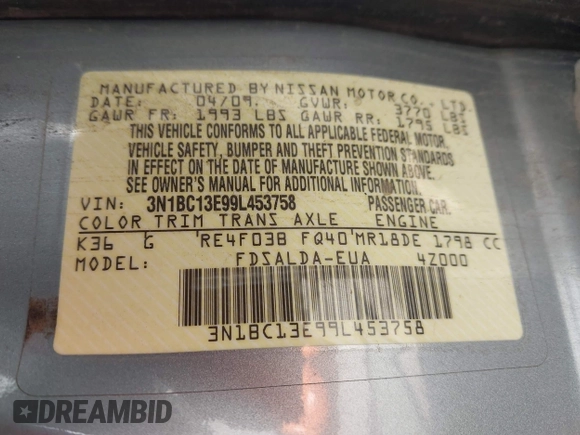 MANUFACTURED BY NISSAN MOTOR CO., LTD.
DATE: 04/09. GVWR: 3770 LBS
GAWR FR: 1993 LBS GAWR RR: 1795 LBS
THIS VEHICLE CONFORMS TO ALL APPLICABLE FEDERAL MOTOR
VEHICLE SAFETY, BUMPER AND THEFT PREVENTION STANDARDS
IN EFFECT ON THE DATE OF MANUFACTURE SHOWN ABOVE.
SEE OWNER'S MANUAL FOR ADDITIONAL INFORMATION.
VIN: 3N1BC13E99L453758 PASSENGER CAR.
COLOR TRIM TRANS AXLE ENGINE
K36 G RE4F03B FQ40 MR18DE 1798 CC
MODEL: FDSALDA-EUA 4Z000
3N1BC13E99L453758
DREAMBID